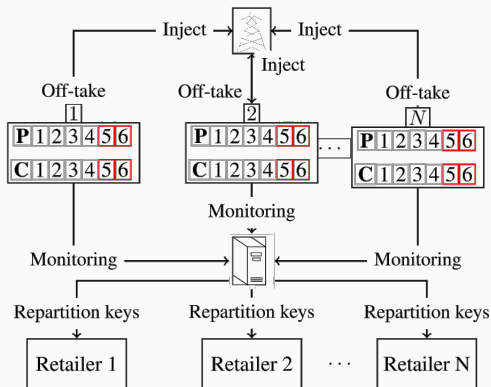 Inject Inject
Inject
Off-take Off-take Off-take
1 2 N
P 1 2 3 4 5 6 P 1 2 3 4 5 6 ... P 1 2 3 4 5 6
C 1 2 3 4 5 6 C 1 2 3 4 5 6 C 1 2 3 4 5 6
Monitoring
Monitoring Monitoring
Repartition keys Repartition keys Repartition keys
Retailer 1 Retailer 2 ... Retailer N